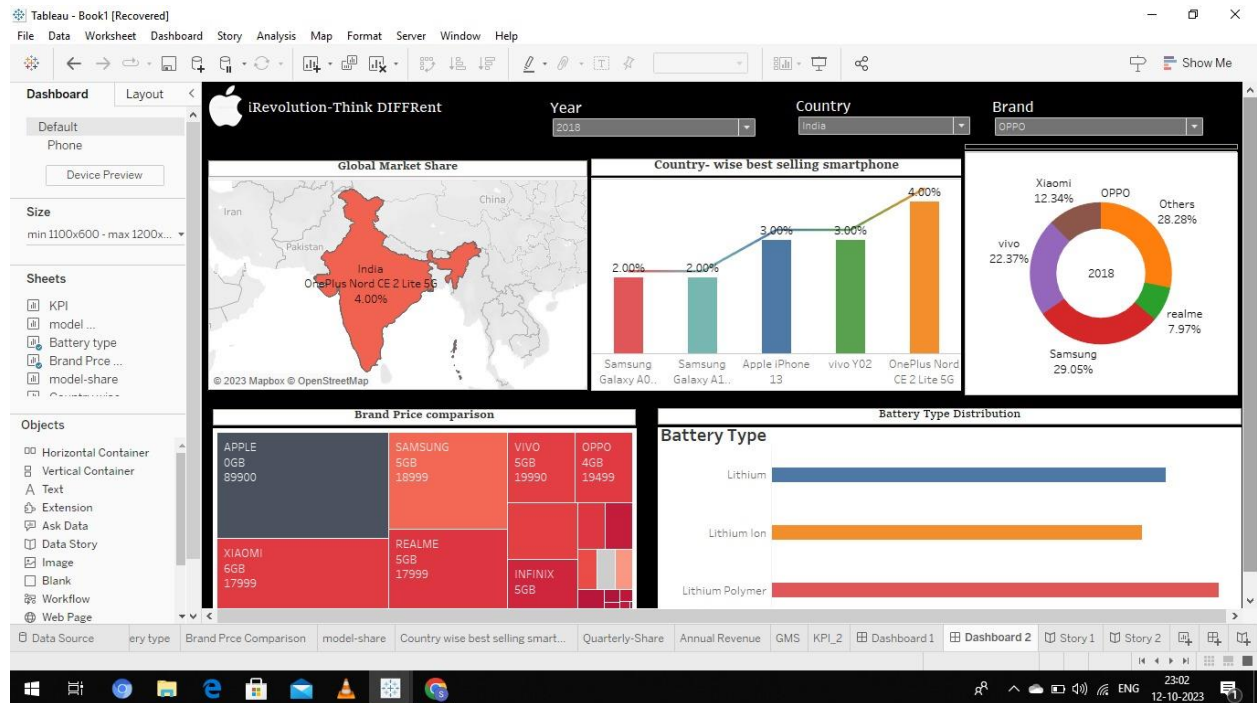 Tableau - Book1 [Recovered]
File Data Worksheet Dashboard Story Analysis Map Format Server Window Help
Show Me
Dashboard Layout
Default
Phone
Device Preview
Size
min 1100x600 - max 1200x...
Sheets
KPI
model ...
Battery type
Brand Prce ...
model-share
Objects
Horizontal Container
Vertical Container
Text
Extension
Ask Data
Data Story
Image
Blank
Workflow
Web Page
iRevolution-Think DIFFRent
Year
2018
Country
India
Brand
OPPO
Global Market Share
Iran
China
Pakistan
India
OnePlus Nord CE 2 Lite 5G
4.00%
© 2023 Mapbox © OpenStreetMap
Country- wise best selling smartphone
2.00% 2.00% 3.00% 3.00% 4.00%
Samsung Galaxy A0..
Samsung Galaxy A1..
Apple iPhone 13
vivo Y02
OnePlus Nord CE 2 Lite 5G
Xiaomi
12.34%
OPPO
Others
28.28%
vivo
22.37%
2018
realme
7.97%
Samsung
29.05%
Brand Price comparison
APPLE
0GB
89900
SAMSUNG
5GB
18999
VIVO
5GB
19990
OPPO
4GB
19499
XIAOMI
6GB
17999
REALME
5GB
17999
INFINIX
5GB
Battery Type Distribution
Battery Type
Lithium
Lithium Ion
Lithium Polymer
Data Source ery type Brand Prce Comparison model-share Country wise best selling smart... Quarterly-Share Annual Revenue GMS KPI_2 Dashboard 1 Dashboard 2 Story 1 Story 2
ENG
23:02
12-10-2023